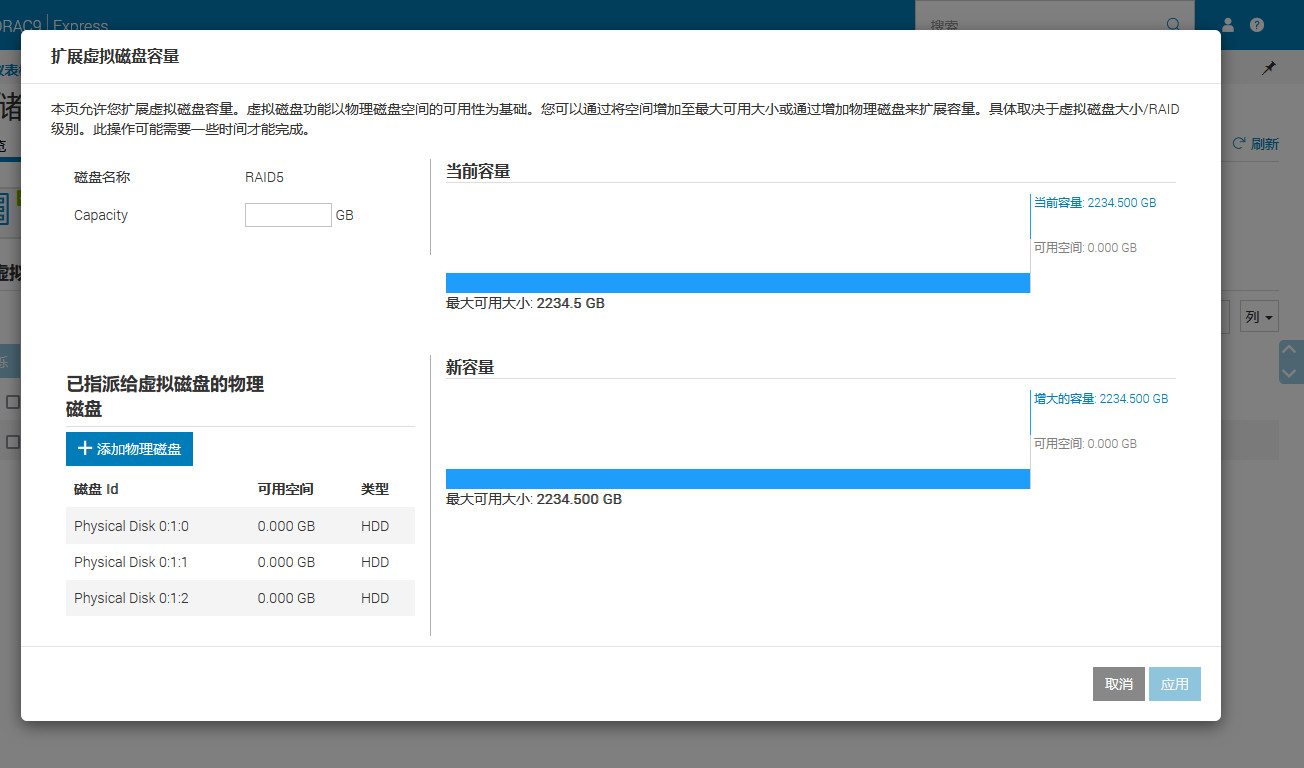 DRAC9 Express
搜索
扩展虚拟磁盘容量
本页允许您扩展虚拟磁盘容量。虚拟磁盘功能以物理磁盘空间的可用性为基础。您可以通过将空间增加至最大可用大小或通过增加物理磁盘来扩展容量。具体取决于虚拟磁盘大小/RAID
级别。此操作可能需要一些时间才能完成。
刷新
磁盘名称 RAID5
Capacity GB
当前容量
当前容量: 2234.500 GB
可用空间: 0.000 GB
最大可用大小: 2234.5 GB
列
已指派给虚拟磁盘的物理
磁盘
添加物理磁盘
磁盘 Id 可用空间 类型
Physical Disk 0:1:0 0.000 GB HDD
Physical Disk 0:1:1 0.000 GB HDD
Physical Disk 0:1:2 0.000 GB HDD
新容量
增大的容量: 2234.500 GB
可用空间: 0.000 GB
最大可用大小: 2234.500 GB
取消 应用